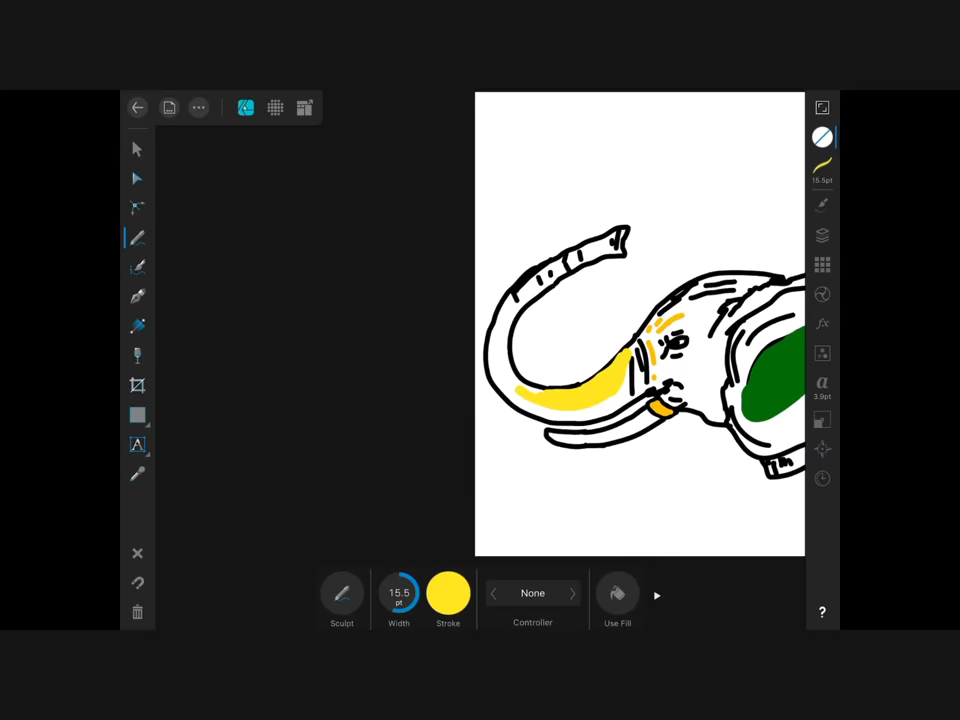 15.5pt
a
3.9pt
A
fx
15.5
pt
None
Sculpt
Width
Stroke
Controller
Use Fill
?